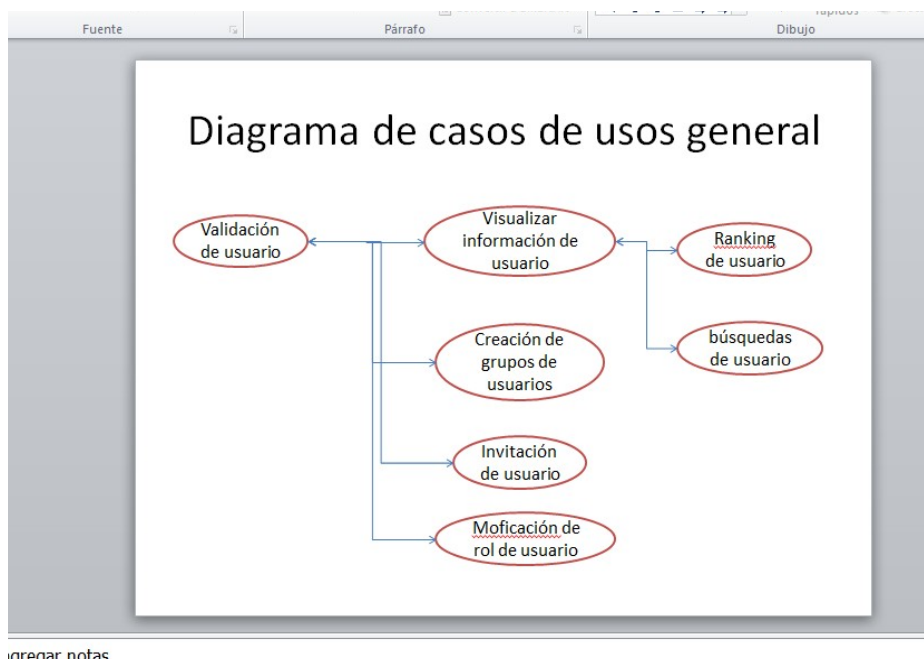 Fuente
Párrafo
Dibujo
Diagrama de casos de usos general
Validación
de usuario
Visualizar
información de
usuario
Ranking
de usuario
Creación de
grupos de
usuarios
búsquedas
de usuario
Invitación
de usuario
Moficación de
rol de usuario
agregar notas